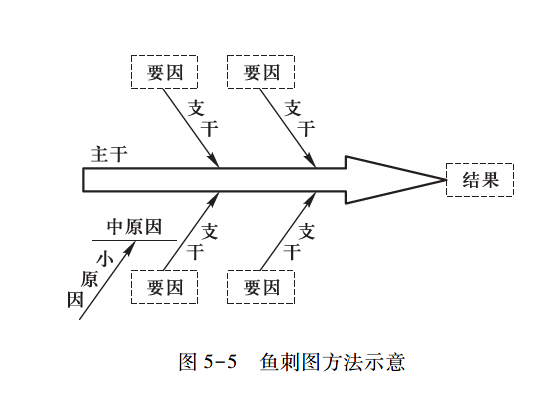 要因 要因
支干 支干
主干
结果
中原因
支干 支干
小原因
要因 要因
图 5-5 鱼刺图方法示意